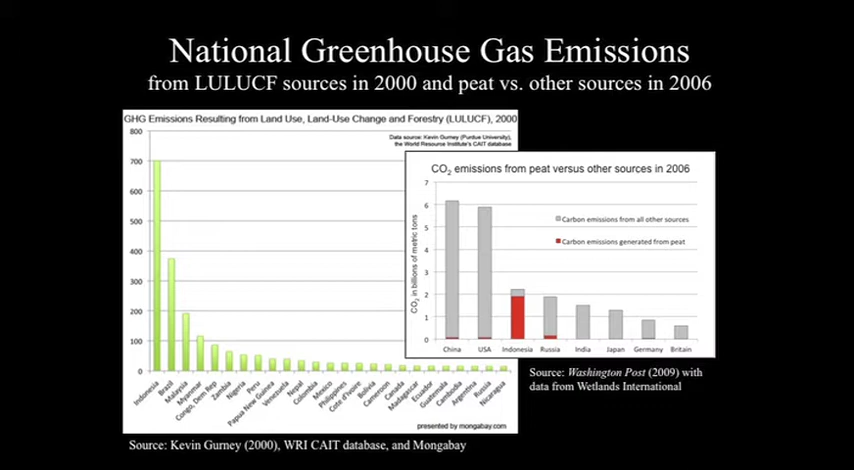 National Greenhouse Gas Emissions
from LULUCF sources in 2000 and peat vs. other sources in 2006
GHG Emissions Resulting from Land Use, Land-Use Change and Forestry (LULUCF), 2000
Data source: Kevin Gurney (Purdue University),
the World Resource Institute's CAIT database
800
700
600
500
400
300
200
100
0
Indonesia
Brazil
Malaysia
Myanmar
Congo, Dem Rep
Zambia
Nigeria
Peru
Papua New Guinea
Venezuela
Nepal
Colombia
Mexico
Philippines
Cote d'Ivoire
Bolivia
Cameroon
Canada
Madagascar
Ecuador
Guatemala
Cambodia
Argentina
Russia
Nicaragua
presented by mongabay.com
CO2 emissions from peat versus other sources in 2006
CO2 in billions of metric tons
7
6
5
4
3
2
1
0
Carbon emissions from all other sources
Carbon emissions generated from peat
China USA Indonesia Russia India Japan Germany Britain
Source: Washington Post (2009) with
data from Wetlands International
Source: Kevin Gurney (2000), WRI CAIT database, and Mongabay